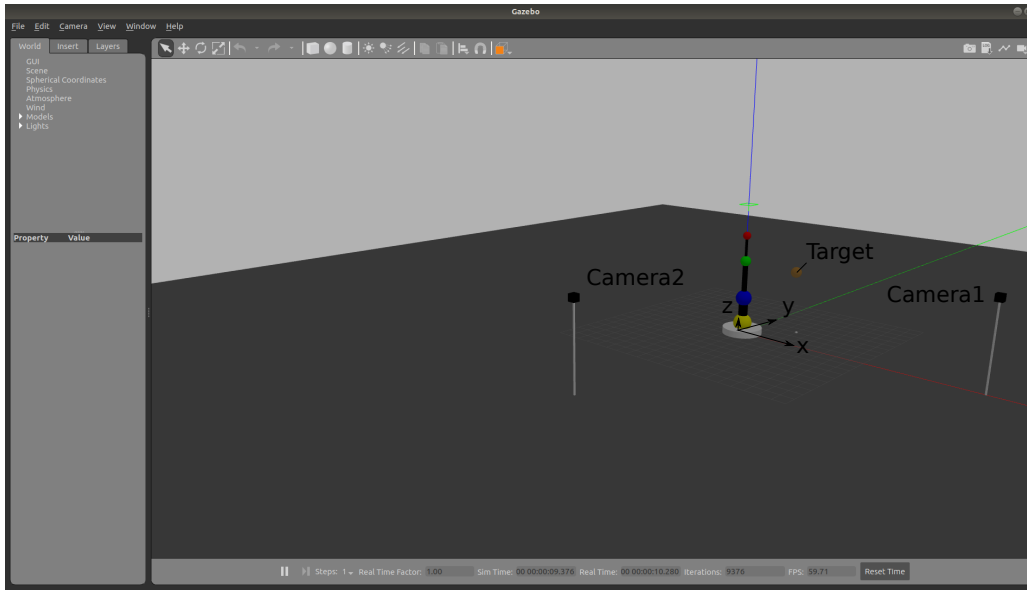 Gazebo
File Edit Camera View Window Help
World Insert Layers
GUI
Scene
Spherical Coordinates
Physics
Atmosphere
Wind
Models
Lights
Property Value
Target
Camera2
Camera1
z
y
x
Steps: 1 Real Time Factor: 1.00 Sim Time: 00 00:00:09.376 Real Time: 00 00:00:10.280 Iterations: 9376 FPS: 59.71 Reset Time